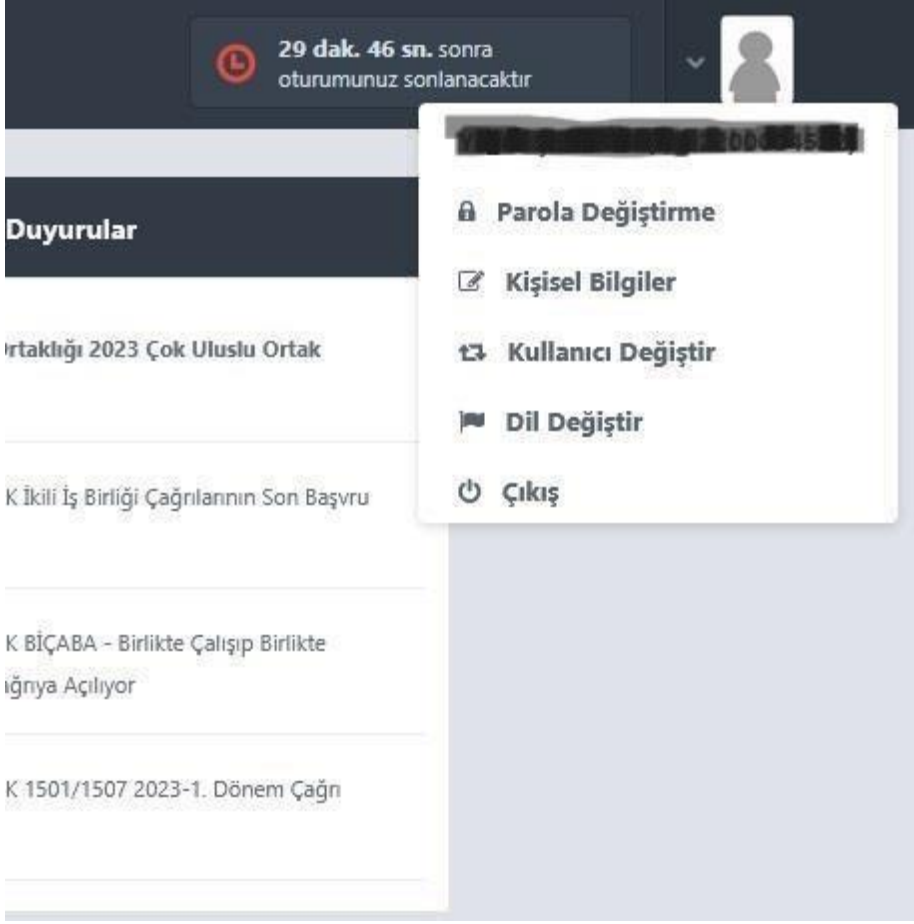 29 dak. 46 sn. sonra
oturumunuz sonlanacaktır
Parola Değiştirme
Duyurular
Kişisel Bilgiler
rtaklığı 2023 Çok Uluslu Ortak
Kullanıcı Değiştir
Dil Değiştir
K İkili İş Birliği Çağrılarının Son Başvru
Çıkış
K BİÇABA - Birlikte Çalışıp Birlikte
ağrıya Açılıyor
K 1501/1507 2023-1. Dönem Çağrı